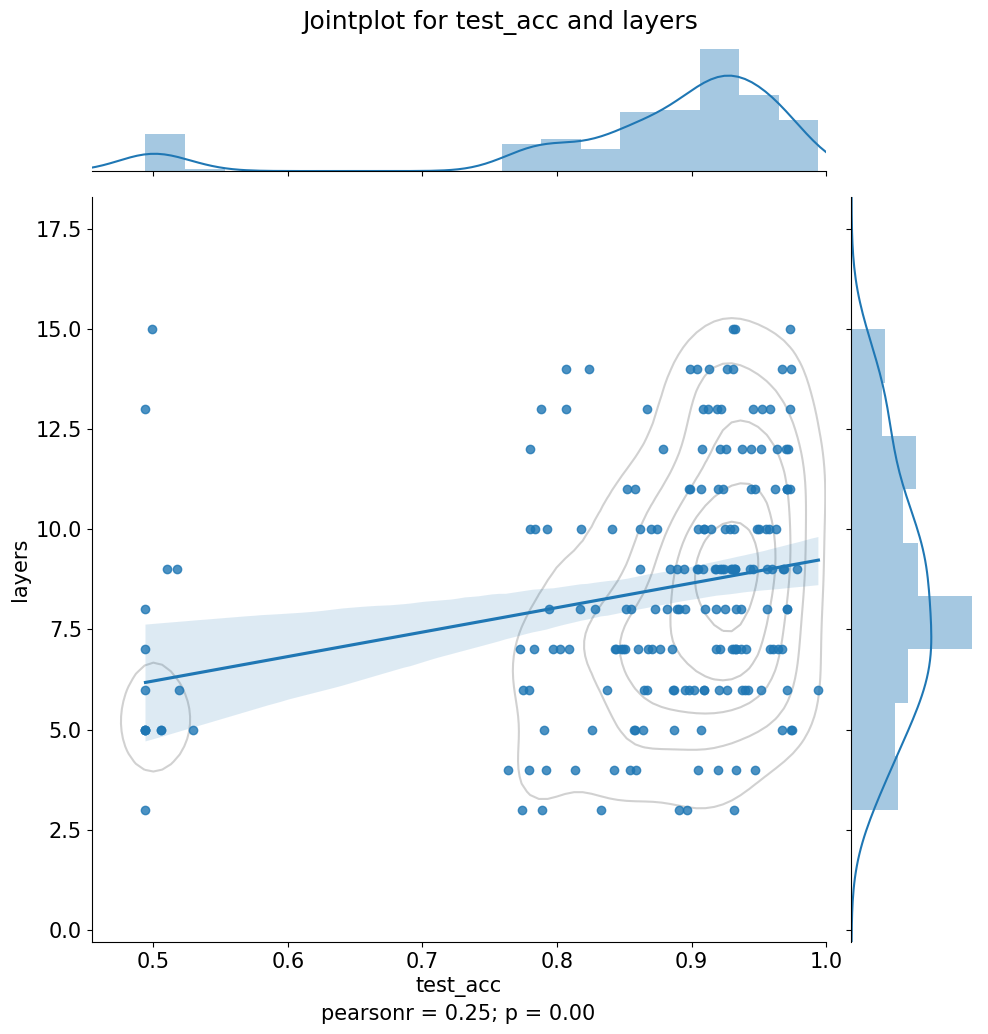 Jointplot for test_acc and layers
17.5
15.0
12.5
10.0
7.5
5.0
2.5
0.0
layers
0.5 0.6 0.7 0.8 0.9 1.0
test_acc
pearsonr = 0.25; p = 0.00